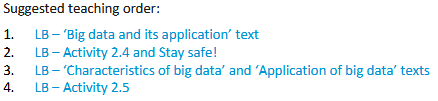 Suggested teaching order:
1. LB – ‘Big data and its application’ text
2. LB – Activity 2.4 and Stay safe!
3. LB – ‘Characteristics of big data’ and ‘Application of big data’ texts
4. LB – Activity 2.5